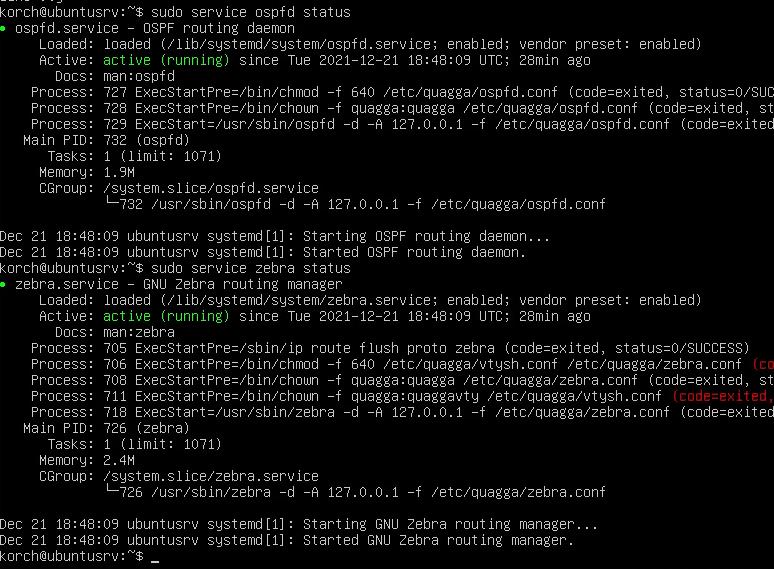 korch@ubuntusrv:~$ sudo service ospfd status
● ospfd.service - OSPF routing daemon
Loaded: loaded (/lib/systemd/system/ospfd.service; enabled; vendor preset: enabled)
Active: active (running) since Tue 2021-12-21 18:48:09 UTC; 28min ago
Docs: man:ospfd
Process: 727 ExecStartPre=/bin/chmod -f 640 /etc/quagga/ospfd.conf (code=exited, status=0/SUC
Process: 728 ExecStartPre=/bin/chown -f quagga:quagga /etc/quagga/ospfd.conf (code=exited, st
Process: 729 ExecStart=/usr/sbin/ospfd -d -A 127.0.0.1 -f /etc/quagga/ospfd.conf (code=exited
Main PID: 732 (ospfd)
Tasks: 1 (limit: 1071)
Memory: 1.9M
CGroup: /system.slice/ospfd.service
└─732 /usr/sbin/ospfd -d -A 127.0.0.1 -f /etc/quagga/ospfd.conf
Dec 21 18:48:09 ubuntusrv systemd[1]: Starting OSPF routing daemon...
Dec 21 18:48:09 ubuntusrv systemd[1]: Started OSPF routing daemon.
korch@ubuntusrv:~$ sudo service zebra status
● zebra.service - GNU Zebra routing manager
Loaded: loaded (/lib/systemd/system/zebra.service; enabled; vendor preset: enabled)
Active: active (running) since Tue 2021-12-21 18:48:09 UTC; 28min ago
Docs: man:zebra
Process: 705 ExecStartPre=/sbin/ip route flush proto zebra (code=exited, status=0/SUCCESS)
Process: 706 ExecStartPre=/bin/chmod -f 640 /etc/quagga/vtysh.conf /etc/quagga/zebra.conf (co
Process: 708 ExecStartPre=/bin/chown -f quagga:quagga /etc/quagga/zebra.conf (code=exited, st
Process: 711 ExecStartPre=/bin/chown -f quagga:quaggavty /etc/quagga/vtysh.conf (code=exited,
Process: 718 ExecStart=/usr/sbin/zebra -d -A 127.0.0.1 -f /etc/quagga/zebra.conf (code=exited
Main PID: 726 (zebra)
Tasks: 1 (limit: 1071)
Memory: 2.4M
CGroup: /system.slice/zebra.service
└─726 /usr/sbin/zebra -d -A 127.0.0.1 -f /etc/quagga/zebra.conf
Dec 21 18:48:09 ubuntusrv systemd[1]: Starting GNU Zebra routing manager...
Dec 21 18:48:09 ubuntusrv systemd[1]: Started GNU Zebra routing manager.
korch@ubuntusrv:~$ _